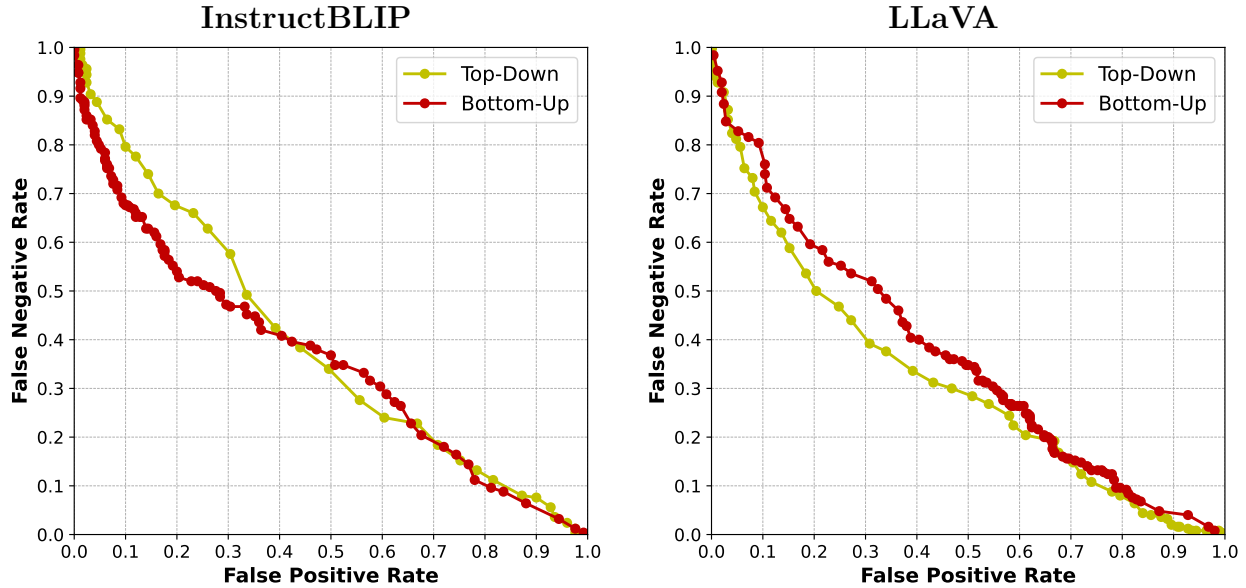 InstructBLIP
1.0
0.9
0.8
0.7
0.6
0.5
0.4
0.3
0.2
0.1
0.0
False Negative Rate
Top-Down
Bottom-Up
0.0 0.1 0.2 0.3 0.4 0.5 0.6 0.7 0.8 0.9 1.0
False Positive Rate
LLaVA
1.0
0.9
0.8
0.7
0.6
0.5
0.4
0.3
0.2
0.1
0.0
False Negative Rate
Top-Down
Bottom-Up
0.0 0.1 0.2 0.3 0.4 0.5 0.6 0.7 0.8 0.9 1.0
False Positive Rate